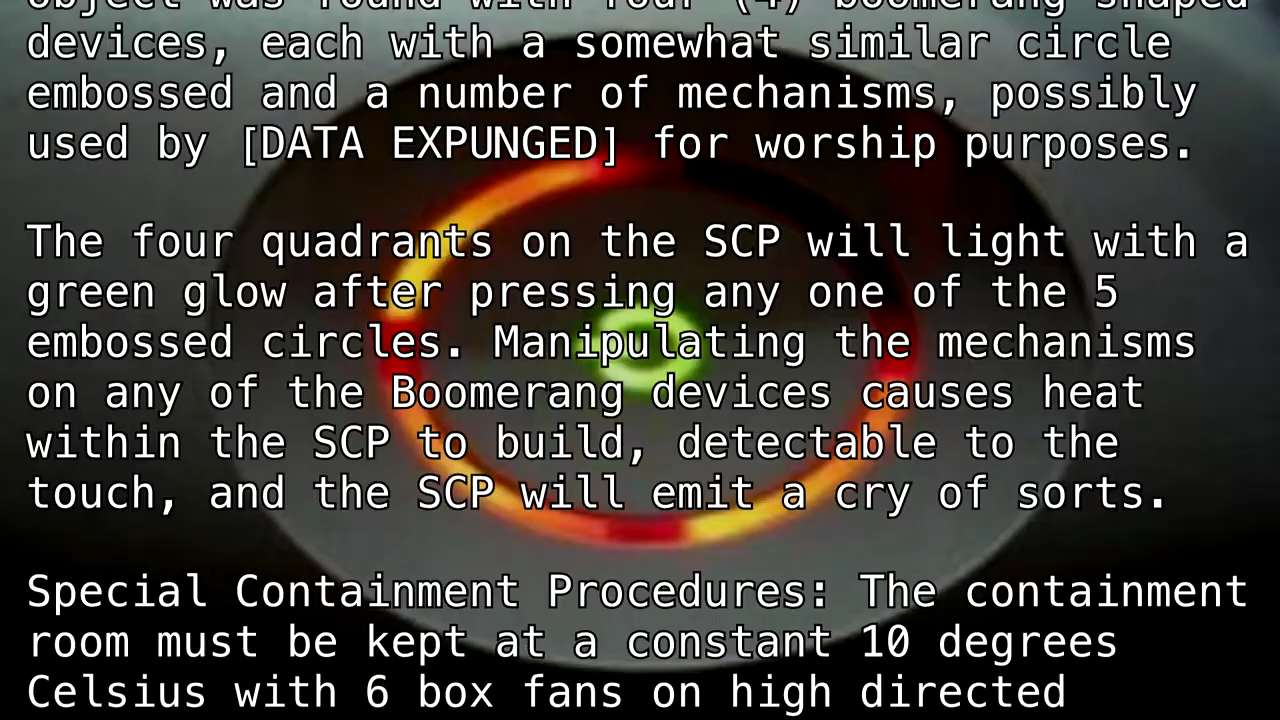 object was found with four (4) boomerang shaped
devices, each with a somewhat similar circle
embossed and a number of mechanisms, possibly
used by [DATA EXPUNGED] for worship purposes.
The four quadrants on the SCP will light with a
green glow after pressing any one of the 5
embossed circles. Manipulating the mechanisms
on any of the Boomerang devices causes heat
within the SCP to build, detectable to the
touch, and the SCP will emit a cry of sorts.
Special Containment Procedures: The containment
room must be kept at a constant 10 degrees
Celsius with 6 box fans on high directed